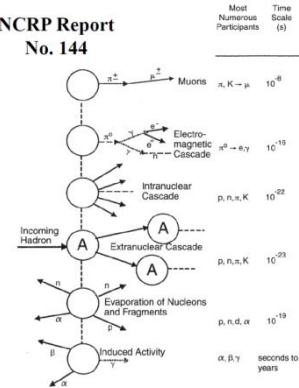 NCRP Report
No. 144
Most
Numerous
Participants
Time
Scale
(s)
π± μ± Muons π, K→μ 10⁻⁸
π⁰ γ e⁻ e⁻ γ h Electro-
magnetic
Cascade
π⁰→e,γ 10⁻¹⁶
Intranuclear
Cascade
p, n, π, K 10⁻²²
Incoming
Hadron
A A A
Extranuclear Cascade
p, n, π, K 10⁻²³
n n α p
Evaporation of Nucleons
and Fragments
p, n, d, α 10⁻¹⁹
β α γ Induced Activity
α, β, γ seconds to
years